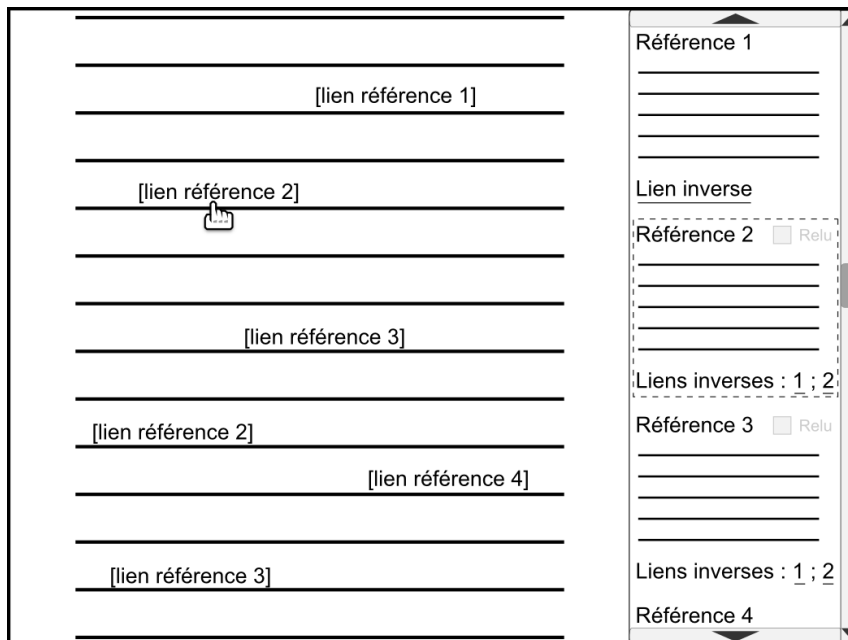 [lien référence 1]
[lien référence 2]
[lien référence 3]
[lien référence 2]
[lien référence 4]
[lien référence 3]
Référence 1
Lien inverse
Référence 2 Relu
Liens inverses : 1 ; 2
Référence 3 Relu
Liens inverses : 1 ; 2
Référence 4